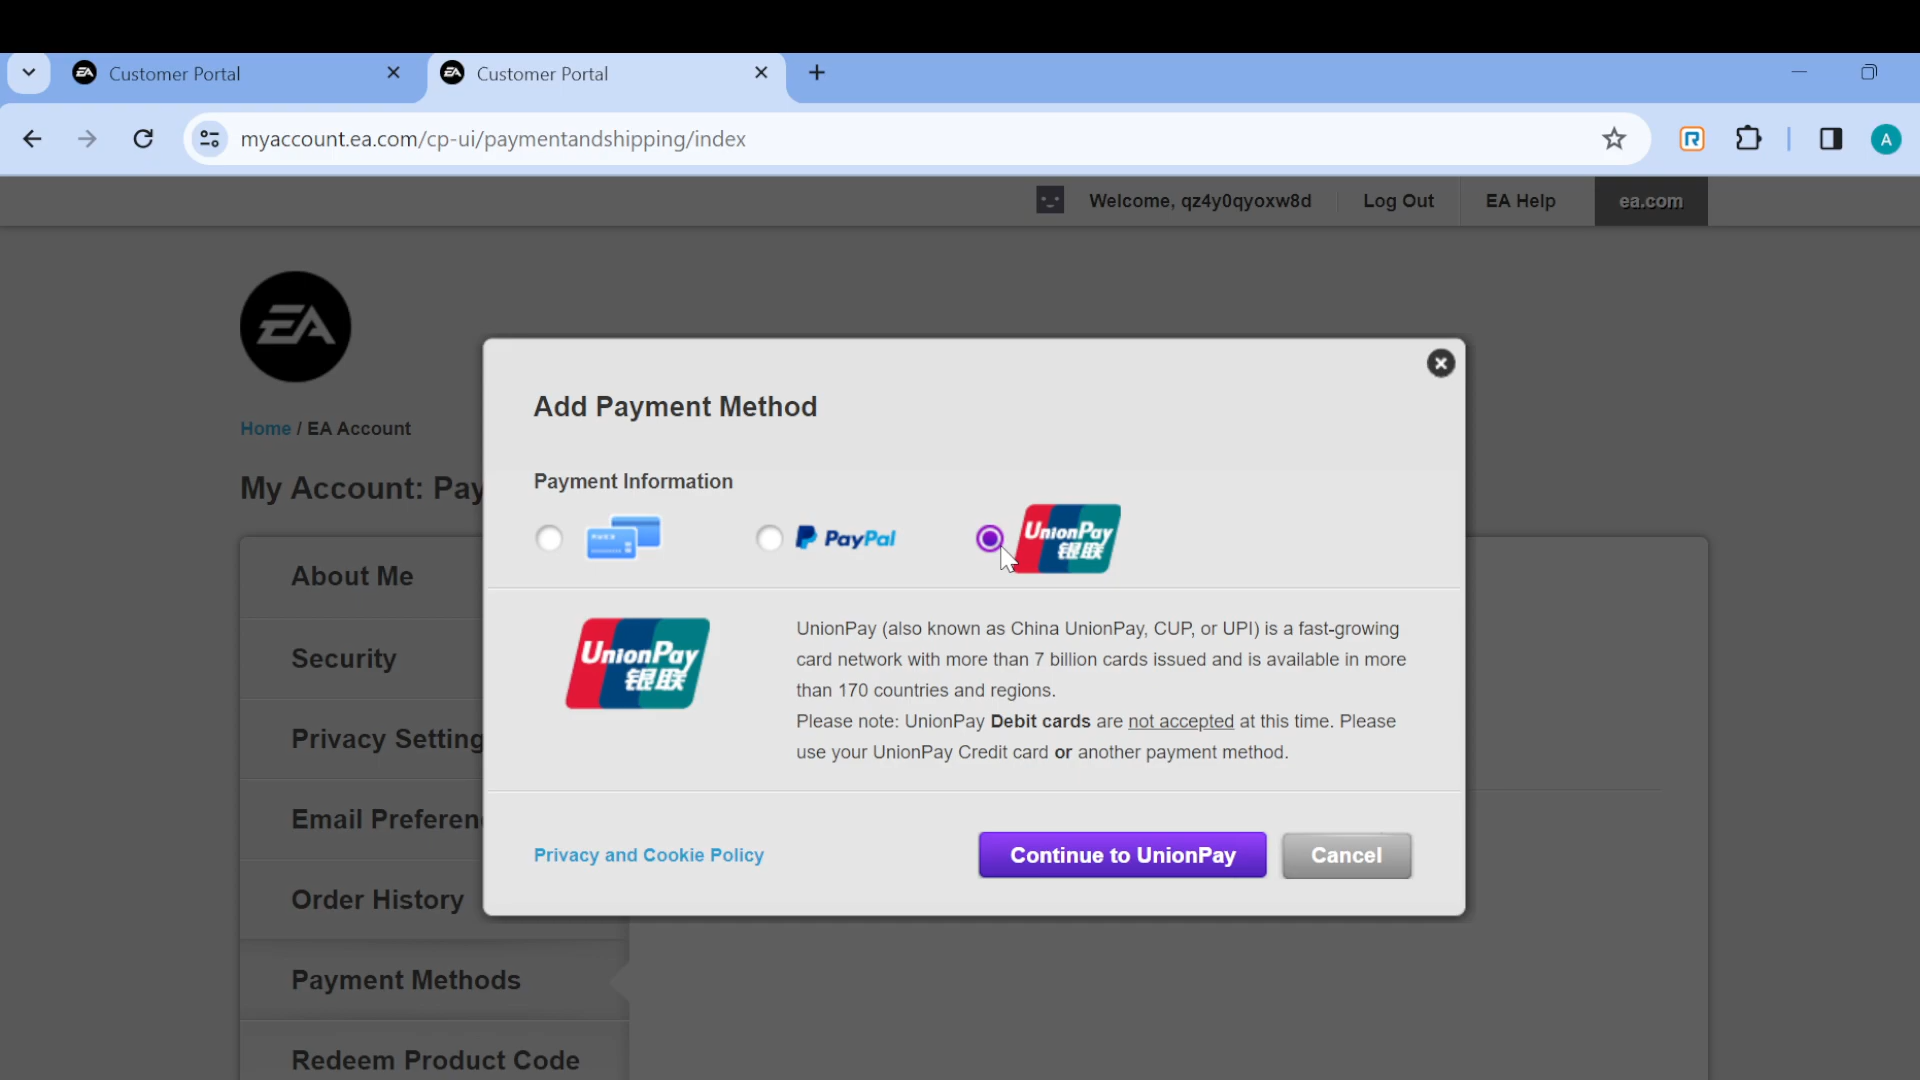 Customer Portal
Customer Portal
myaccount.ea.com/cp-ui/paymentandshipping/index
A
Welcome, qz4y0qyoxw8d
Log Out
EA Help
ea.com
EA
Home / EA Account
My Account: Pay
About Me
Security
Privacy Setting
Email Preferen
Order History
Payment Methods
Redeem Product Code
Add Payment Method
Payment Information
PayPal
UnionPay
银联
UnionPay
银联
UnionPay (also known as China UnionPay, CUP, or UPI) is a fast-growing
card network with more than 7 billion cards issued and is available in more
than 170 countries and regions.
Please note: UnionPay Debit cards are not accepted at this time. Please
use your UnionPay Credit card or another payment method.
Privacy and Cookie Policy
Continue to UnionPay
Cancel